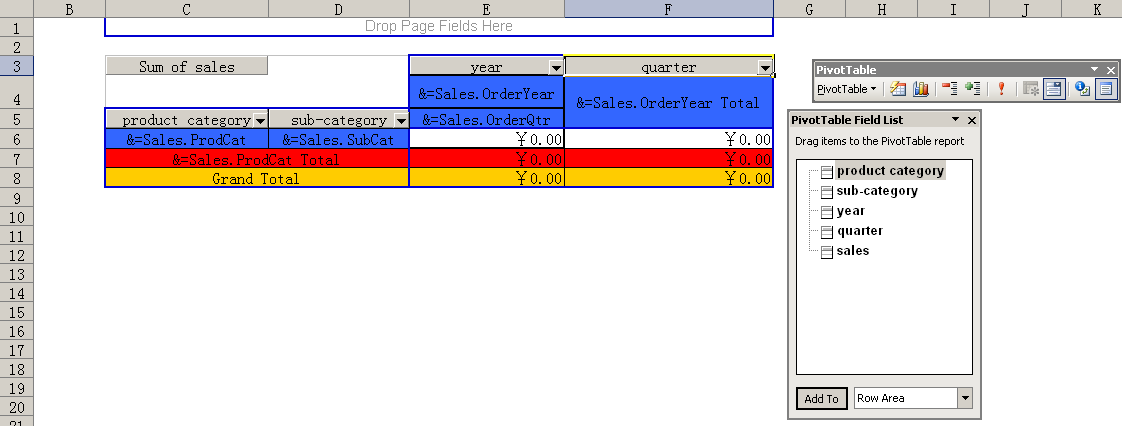 B C D E F G H I J K
1 Drop Page Fields Here
2
3 Sum of sales year quarter
PivotTable
4 &=Sales.OrderYear &=Sales.OrderYear Total
PivotTable
5 product category sub-category &=Sales.OrderQtr
PivotTable Field List
6 &=Sales.ProdCat &=Sales.SubCat ￥0.00 ￥0.00
Drag items to the PivotTable report
7 &=Sales.ProdCat Total ￥0.00 ￥0.00
product category
8 Grand Total ￥0.00 ￥0.00
sub-category
9
year
10
quarter
11
sales
12
13
14
15
16
17
18
19
20
Add To Row Area
21